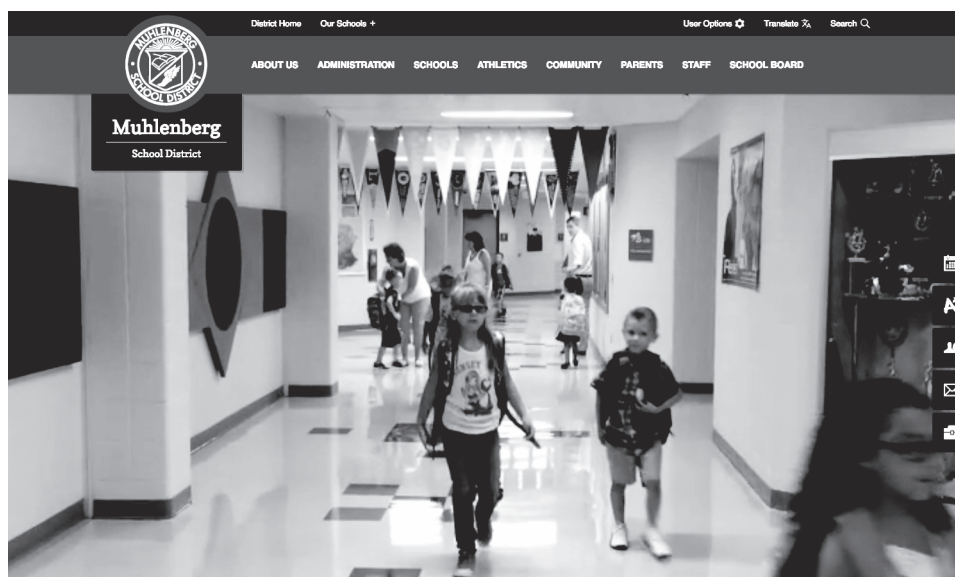 District Home Our Schools + User Options Translate Search
MUHLENBERG
SCHOOL DISTRICT
ABOUT US ADMINISTRATION SCHOOLS ATHLETICS COMMUNITY PARENTS STAFF SCHOOL BOARD
Muhlenberg
School District